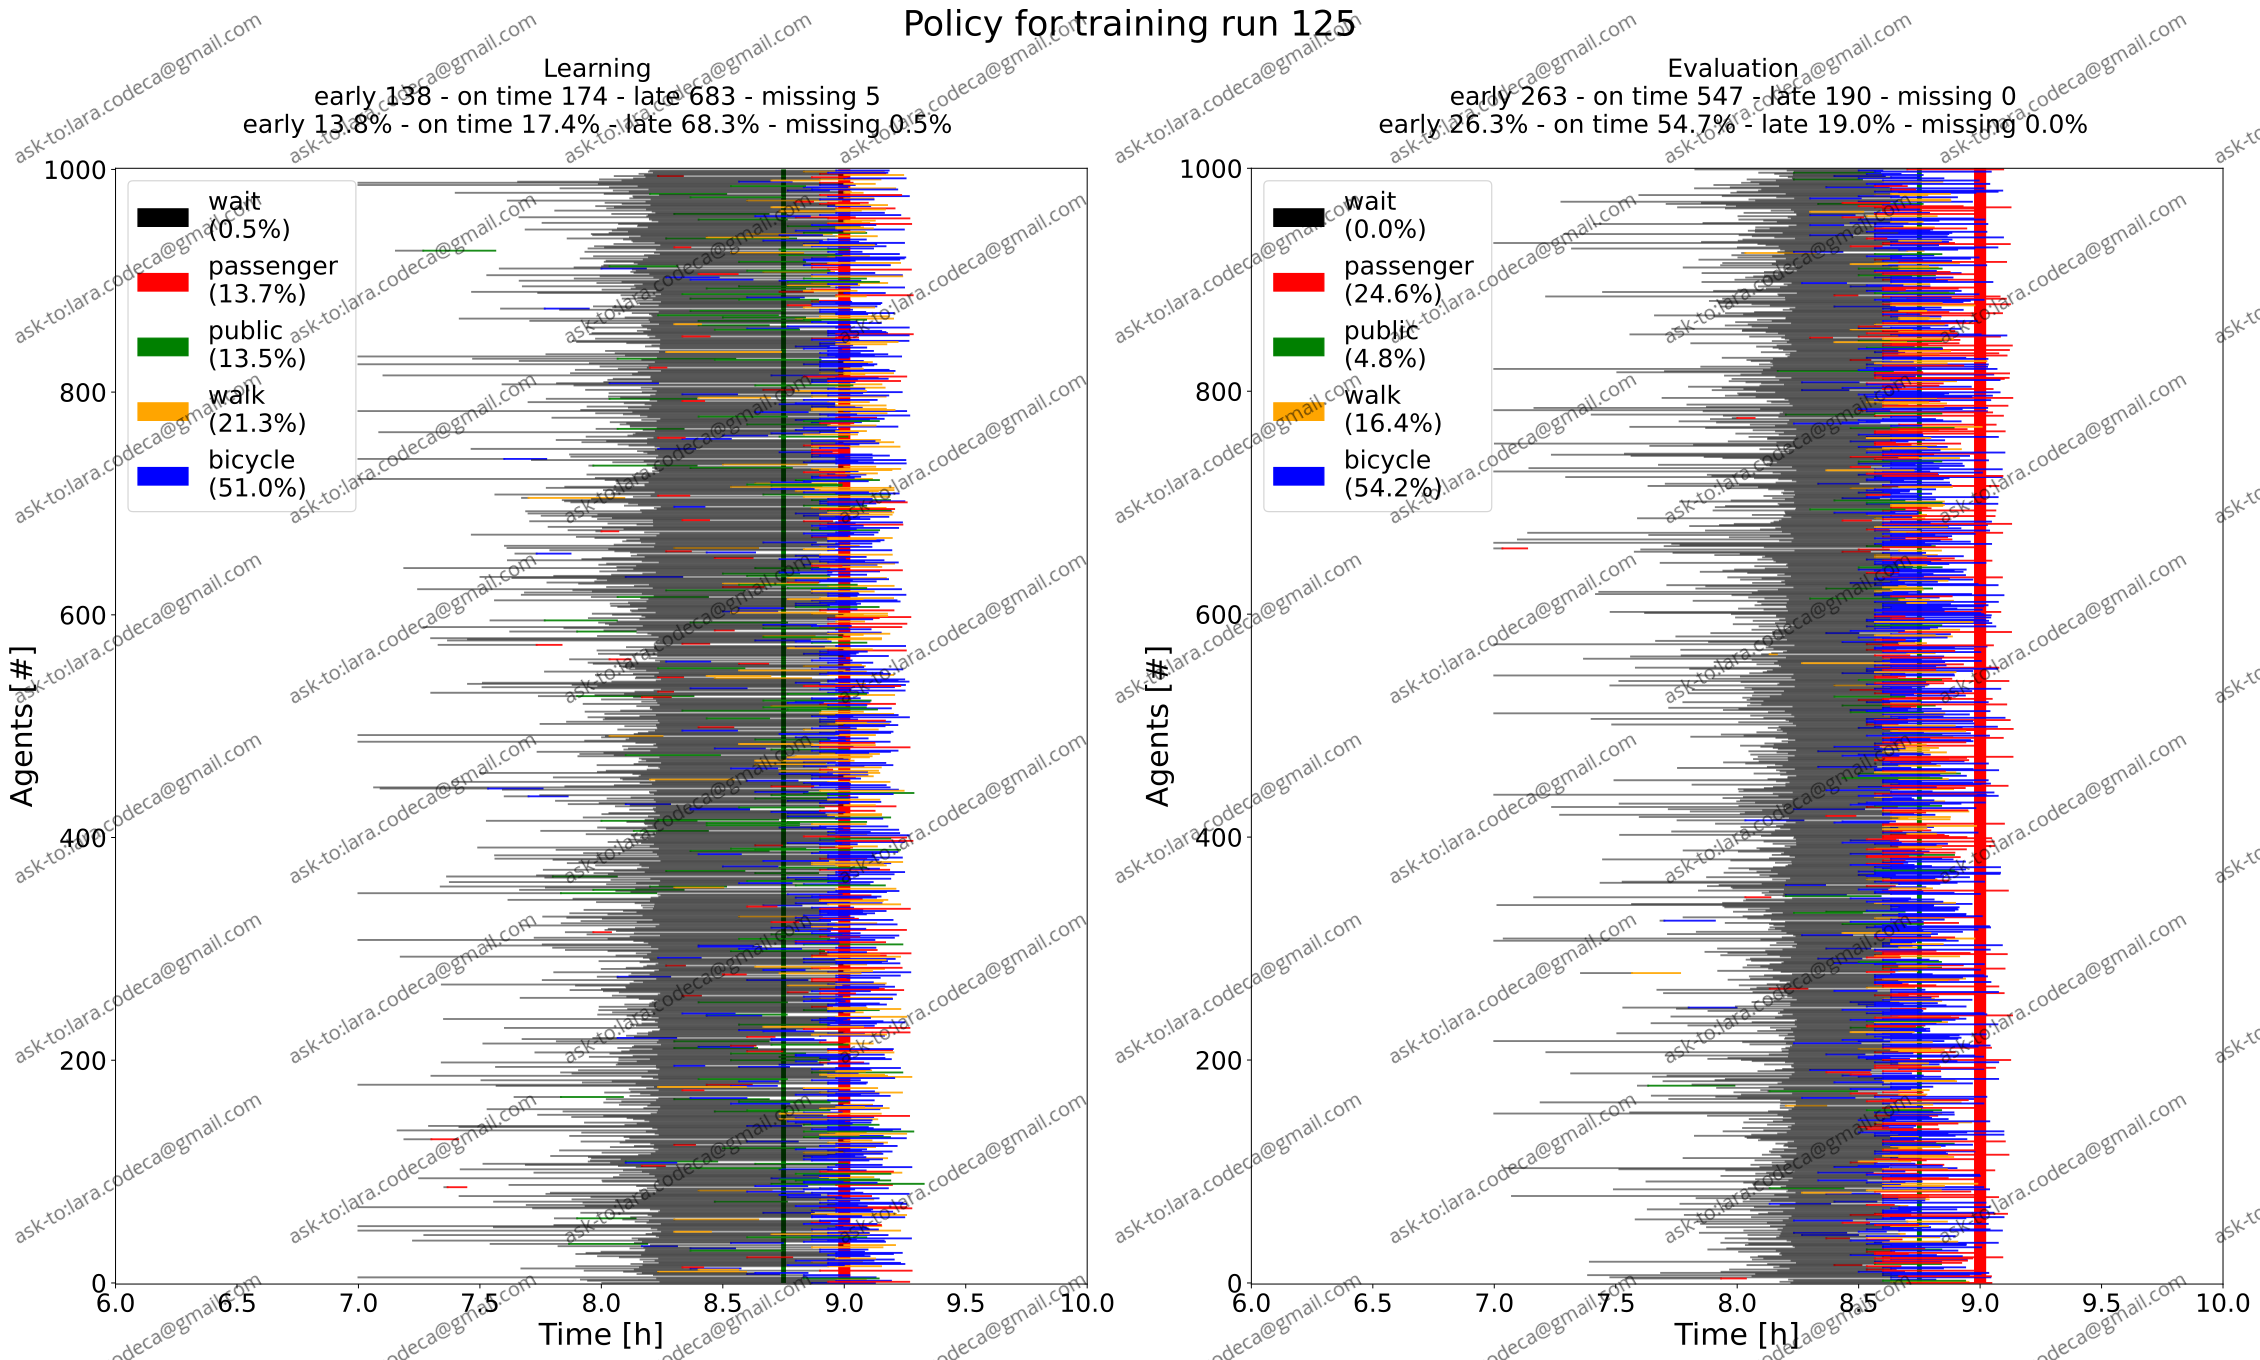 Policy for training run 125
Learning
early 138 - on time 174 - late 683 - missing 5
early 13.8% - on time 17.4% - late 68.3% - missing 0.5%
1000
800
600
400
200
0
Agents [#]
wait
(0.5%)
passenger
(13.7%)
public
(13.5%)
walk
(21.3%)
bicycle
(51.0%)
6.0 6.5 7.0 7.5 8.0 8.5 9.0 9.5 10.0
Time [h]
Evaluation
early 263 - on time 547 - late 190 - missing 0
early 26.3% - on time 54.7% - late 19.0% - missing 0.0%
1000
800
600
400
200
0
Agents [#]
wait
(0.0%)
passenger
(24.6%)
public
(4.8%)
walk
(16.4%)
bicycle
(54.2%)
6.0 6.5 7.0 7.5 8.0 8.5 9.0 9.5 10.0
Time [h]
ask-to:lara.codeca@gmail.com